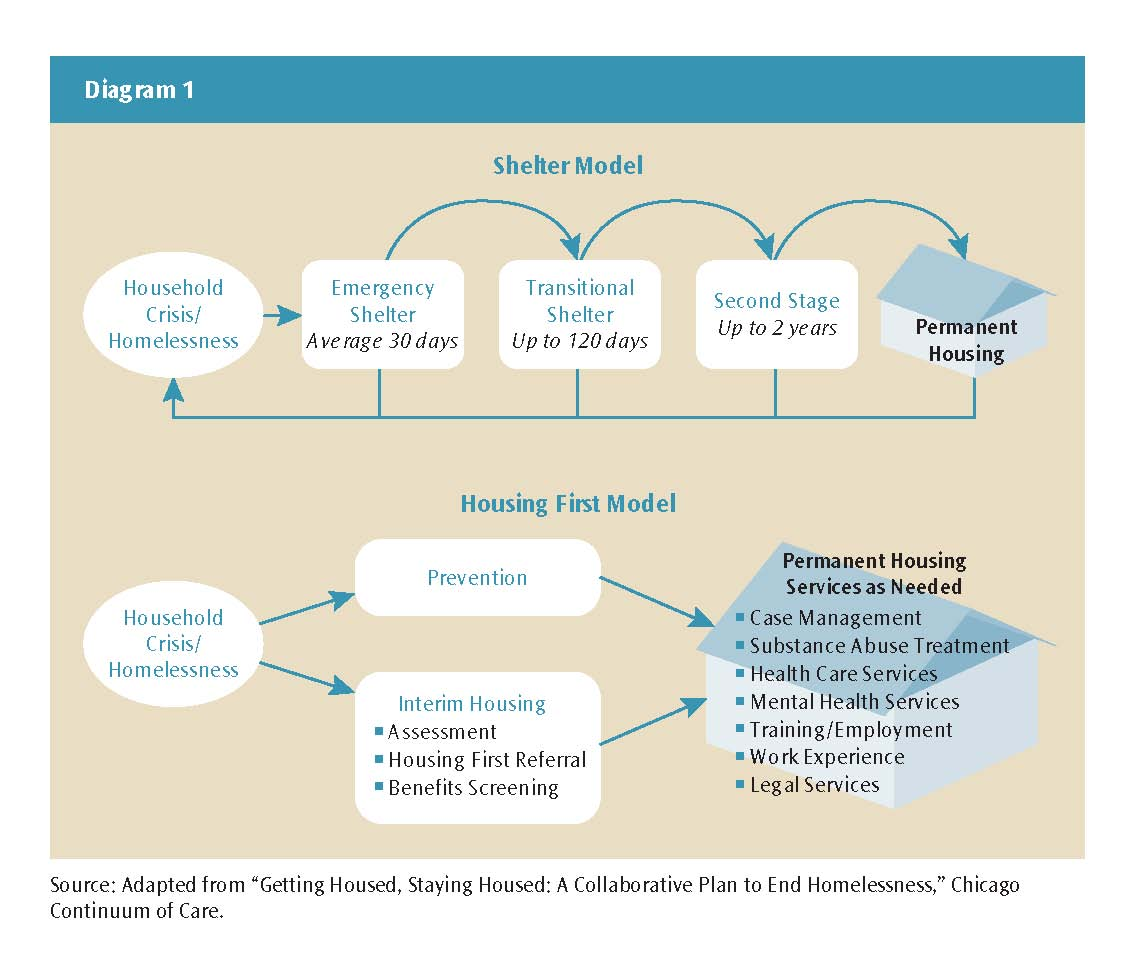 Diagram 1
Shelter Model
Household
Crisis/
Homelessness
Emergency
Shelter
Average 30 days
Transitional
Shelter
Up to 120 days
Second Stage
Up to 2 years
Permanent
Housing
Housing First Model
Household
Crisis/
Homelessness
Prevention
Interim Housing
▪ Assessment
▪ Housing First Referral
▪ Benefits Screening
Permanent Housing
Services as Needed
▪ Case Management
▪ Substance Abuse Treatment
▪ Health Care Services
▪ Mental Health Services
▪ Training/Employment
▪ Work Experience
▪ Legal Services
Source: Adapted from “Getting Housed, Staying Housed: A Collaborative Plan to End Homelessness,” Chicago
Continuum of Care.